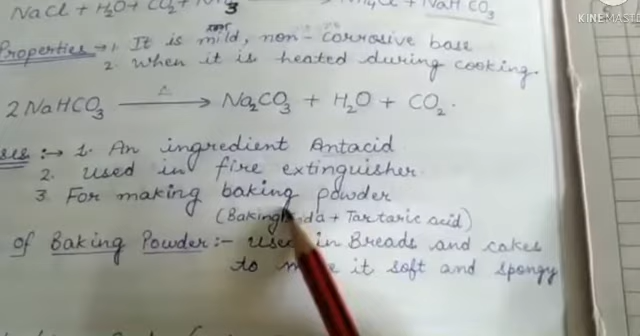 NaCl + H₂O + CO₂ + NH₃ → NH₄Cl + NaHCO₃
KINEMAS
Properties → 1. It is mild, non-corrosive base
2. When it is heated during cooking.
2NaHCO₃ —Δ→ Na₂CO₃ + H₂O + CO₂.
Uses :→ 1. An ingredient Antacid
2. used in fire extinguisher
3. For making baking powder
(Baking da + Tartaric acid)
of Baking Powder:- used in Breads and cakes
to it soft and spongy